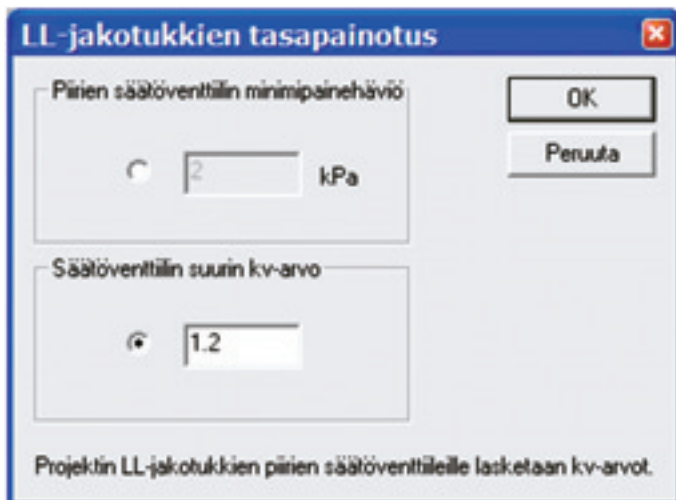 LL-jakotukkien tasapainotus
Piirien säätöventtiilin minimipainehäviö
OK
2 kPa
Peruuta
Säätöventtiilin suurin kv-arvo
1.2
Projektin LL-jakotukkien piirien säätöventtiileille lasketaan kv-arvot.